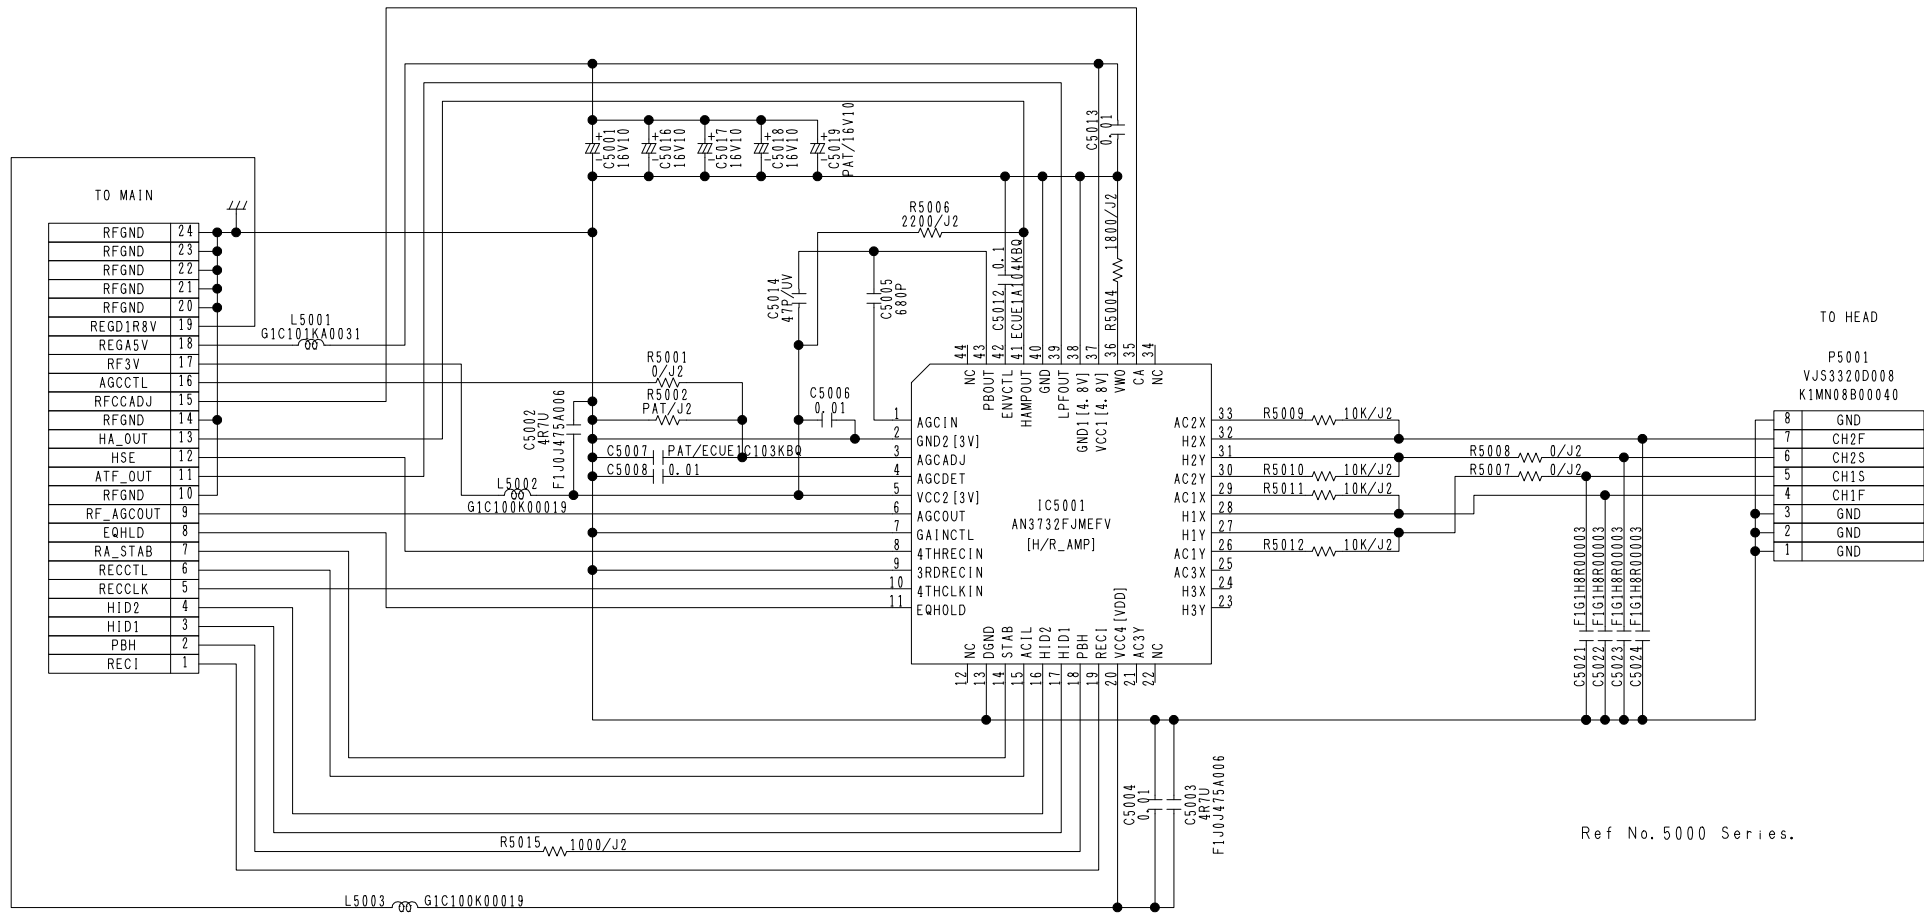 TO MAIN
RFGND 24
RFGND 23
RFGND 22
RFGND 21
RFGND 20
REGD1R8V 19
REGA5V 18
RF3V 17
AGCCTL 16
RFCCADJ 15
RFGND 14
HA_OUT 13
HSE 12
ATF_OUT 11
RFGND 10
RF_AGCOUT 9
EQHLD 8
RA_STAB 7
RECCTL 6
RECCLK 5
HID2 4
HID1 3
PBH 2
RECI 1
L5001
G1C101KA0031
L5002
G1C100K00019
C5002
4R7U
F1J0J475A006
R5001
0/J2
R5002
PAT/J2
C5007 PAT/ECUE1C103KBQ
C5008 0.01
C5001
16V10
C5016
16V10
C5017
16V10
C5018
16V10
C5019
PAT/16V10
C5014
47P/UV
C5005
680P
C5006
0.01
R5006
2200/J2
C5012 0.1
ECUE1A104KBQ
C5013
0.01
R5004 1800/J2
44 NC
43 PBOUT
42 ENVCTL
41 HAMPOUT
40 GND
39 LPFOUT
38 GND1[4.8V]
37 VCC1[4.8V]
36 VWO
35 CA
34 NC
1 AGCIN
2 GND2[3V]
3 AGCADJ
4 AGCDET
5 VCC2[3V]
6 AGCOUT
7 GAINCTL
8 4THRECIN
9 3RDRECIN
10 4THCLKIN
11 EQHOLD
IC5001
AN3732FJMEFV
[H/R_AMP]
AC2X 33
H2X 32
H2Y 31
AC2Y 30
AC1X 29
H1X 28
H1Y 27
AC1Y 26
AC3X 25
H3X 24
H3Y 23
12 NC
13 DGND
14 STAB
15 ACIL
16 HID2
17 HID1
18 PBH
19 RECI
20 VCC4[VDD]
21 AC3Y
22 NC
R5009 10K/J2
R5010 10K/J2
R5011 10K/J2
R5012 10K/J2
R5008 0/J2
R5007 0/J2
C5021 F1G1H8R00003
C5022 F1G1H8R00003
C5023 F1G1H8R00003
C5024 F1G1H8R00003
TO HEAD
P5001
VJS3320D008
K1MN08B00040
8 GND
7 CH2F
6 CH2S
5 CH1S
4 CH1F
3 GND
2 GND
1 GND
C5004
0.01
C5003
4R7U
F1J0J475A006
R5015 1000/J2
L5003 G1C100K00019
Ref No.5000 Series.